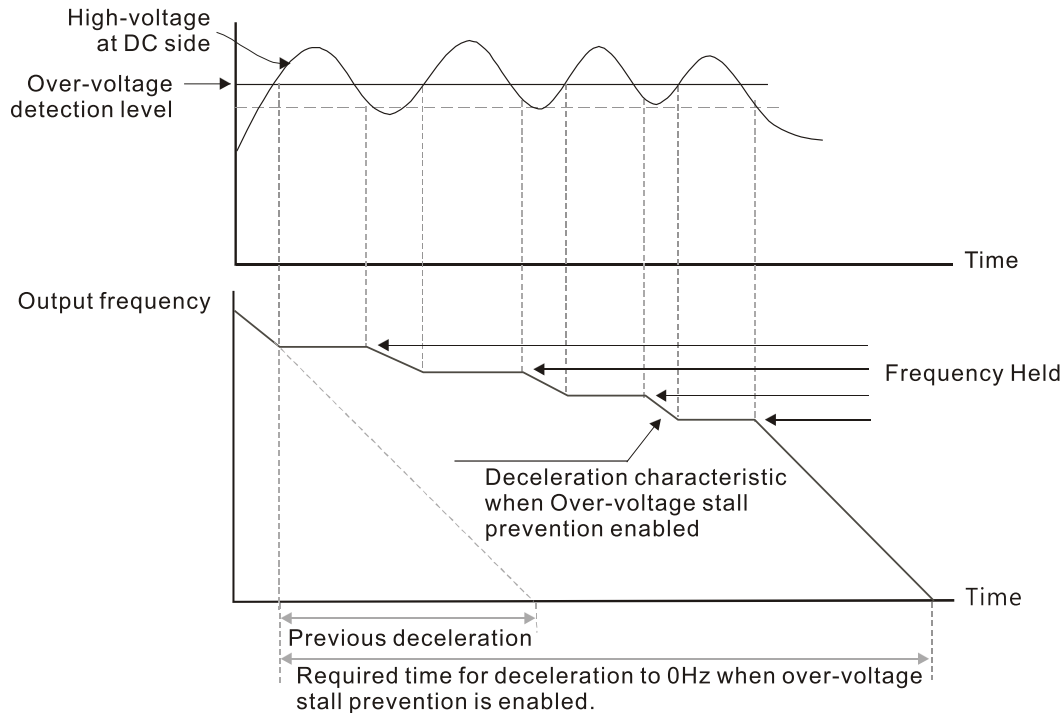 High-voltage
at DC side
Over-voltage
detection level
Time
Output frequency
Frequency Held
Deceleration characteristic
when Over-voltage stall
prevention enabled
Time
Previous deceleration
Required time for deceleration to 0Hz when over-voltage
stall prevention is enabled.